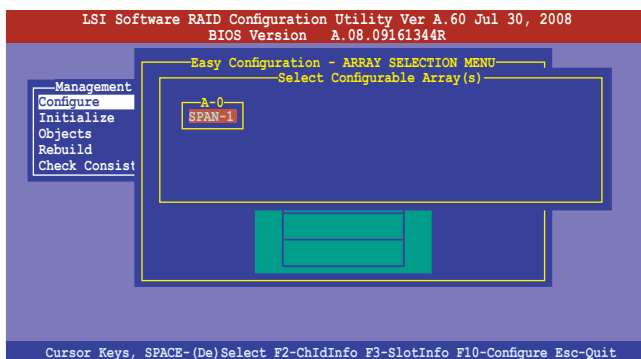 LSI Software RAID Configuration Utility Ver A.60 Jul 30, 2008
BIOS Version A.08.09161344R
Easy Configuration - ARRAY SELECTION MENU
Select Configurable Array(s)
A-0
SPAN-1
Management
Configure
Initialize
Objects
Rebuild
Check Consist
Cursor Keys, SPACE-(De)Select F2-ChIdInfo F3-SlotInfo F10-Configure Esc-Quit